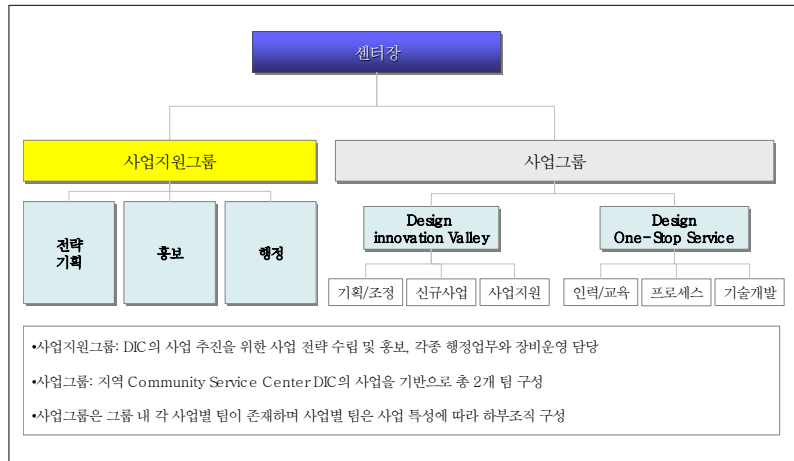 센터장
사업지원그룹
사업그룹
전략
기획
홍보
행정
Design
innovation Valley
Design
One-Stop Service
기획/조정
신규사업
사업지원
인력/교육
프로세스
기술개발
•사업지원그룹: DIC의 사업 추진을 위한 사업 전략 수립 및 홍보, 각종 행정업무와 장비운영 담당
•사업그룹: 지역 Community Service Center DIC의 사업을 기반으로 총 2개 팀 구성
•사업그룹은 그룹 내 각 사업별 팀이 존재하며 사업별 팀은 사업 특성에 따라 하부조직 구성